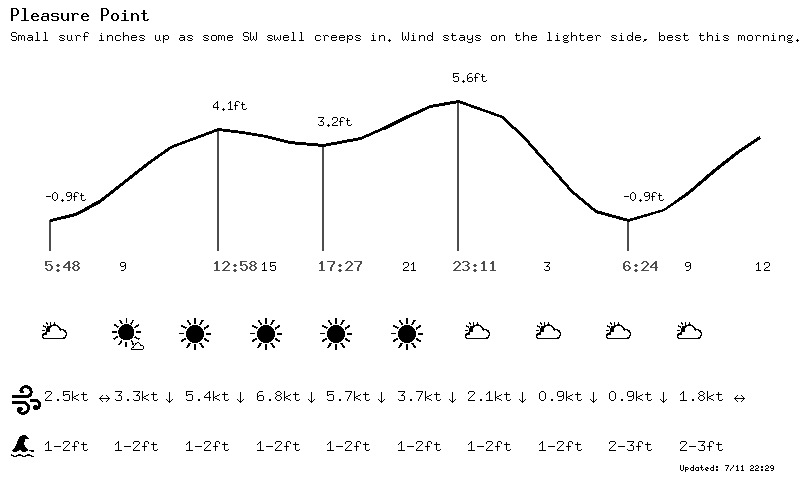 Pleasure Point
Small surf inches up as some SW swell creeps in. Wind stays on the lighter side, best this morning.
5.6ft
4.1ft
3.2ft
-0.9ft -0.9ft
5:48 9 12:58 15 17:27 21 23:11 3 6:24 9 12
2.5kt ↔ 3.3kt ↓ 5.4kt ↓ 6.8kt ↓ 5.7kt ↓ 3.7kt ↓ 2.1kt ↓ 0.9kt ↓ 0.9kt ↓ 1.8kt ↔
1-2ft 1-2ft 1-2ft 1-2ft 1-2ft 1-2ft 1-2ft 1-2ft 2-3ft 2-3ft
Updated: 7/11 22:29